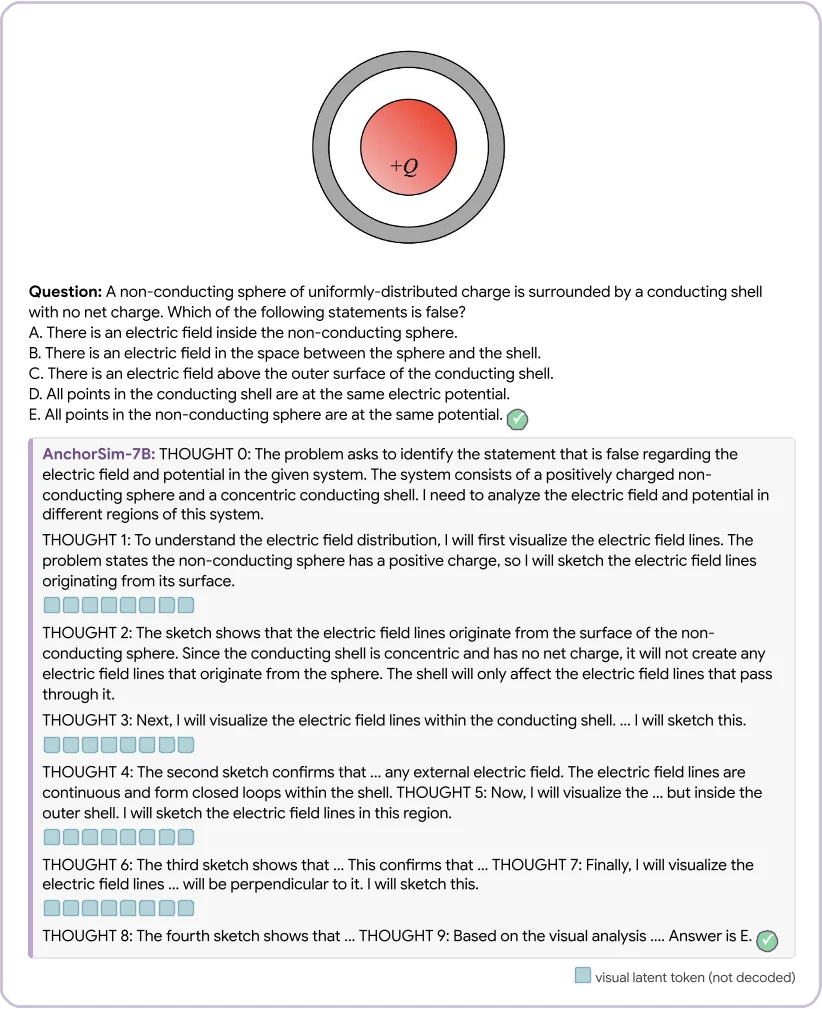 +Q
Question: A non-conducting sphere of uniformly-distributed charge is surrounded by a conducting shell
with no net charge. Which of the following statements is false?
A. There is an electric field inside the non-conducting sphere.
B. There is an electric field in the space between the sphere and the shell.
C. There is an electric field above the outer surface of the conducting shell.
D. All points in the conducting shell are at the same electric potential.
E. All points in the non-conducting sphere are at the same potential.
AnchorSim-7B: THOUGHT 0: The problem asks to identify the statement that is false regarding the
electric field and potential in the given system. The system consists of a positively charged non-
conducting sphere and a concentric conducting shell. I need to analyze the electric field and potential in
different regions of this system.
THOUGHT 1: To understand the electric field distribution, I will first visualize the electric field lines. The
problem states the non-conducting sphere has a positive charge, so I will sketch the electric field lines
originating from its surface.
THOUGHT 2: The sketch shows that the electric field lines originate from the surface of the non-
conducting sphere. Since the conducting shell is concentric and has no net charge, it will not create any
electric field lines that originate from the sphere. The shell will only affect the electric field lines that pass
through it.
THOUGHT 3: Next, I will visualize the electric field lines within the conducting shell. ... I will sketch this.
THOUGHT 4: The second sketch confirms that ... any external electric field. The electric field lines are
continuous and form closed loops within the shell. THOUGHT 5: Now, I will visualize the ... but inside the
outer shell. I will sketch the electric field lines in this region.
THOUGHT 6: The third sketch shows that ... This confirms that ... THOUGHT 7: Finally, I will visualize the
electric field lines ... will be perpendicular to it. I will sketch this.
THOUGHT 8: The fourth sketch shows that ... THOUGHT 9: Based on the visual analysis .... Answer is E.
visual latent token (not decoded)